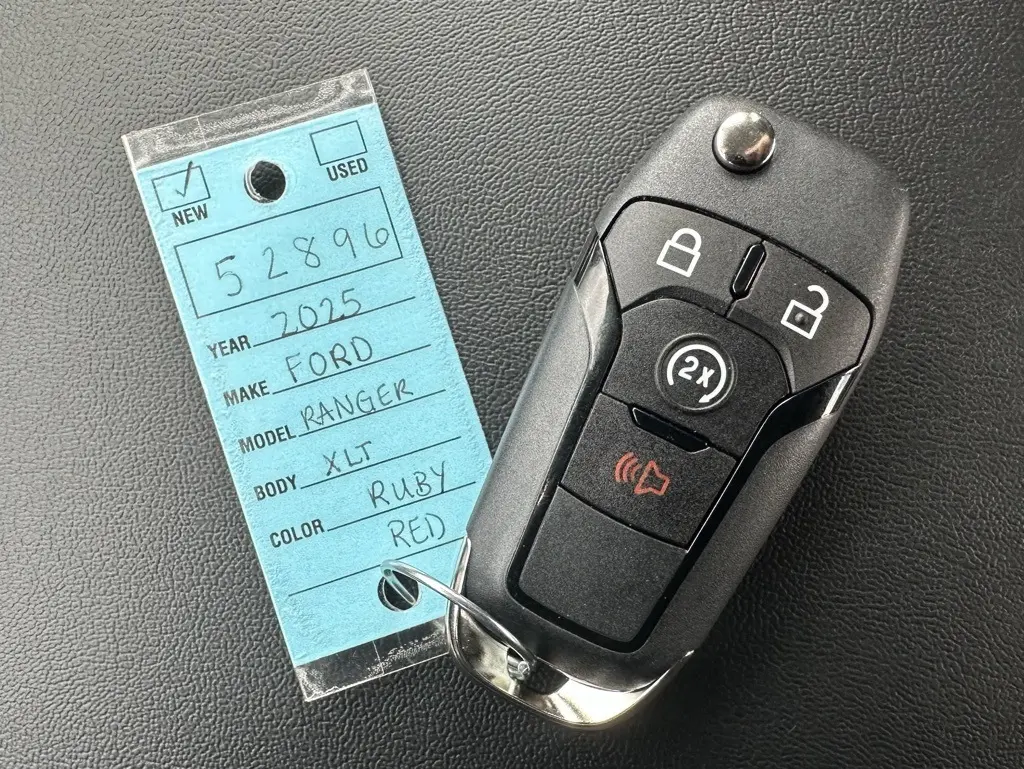 NEW
USED
52896
YEAR 2025
MAKE FORD
MODEL RANGER
BODY XLT
COLOR RUBY
RED
2X